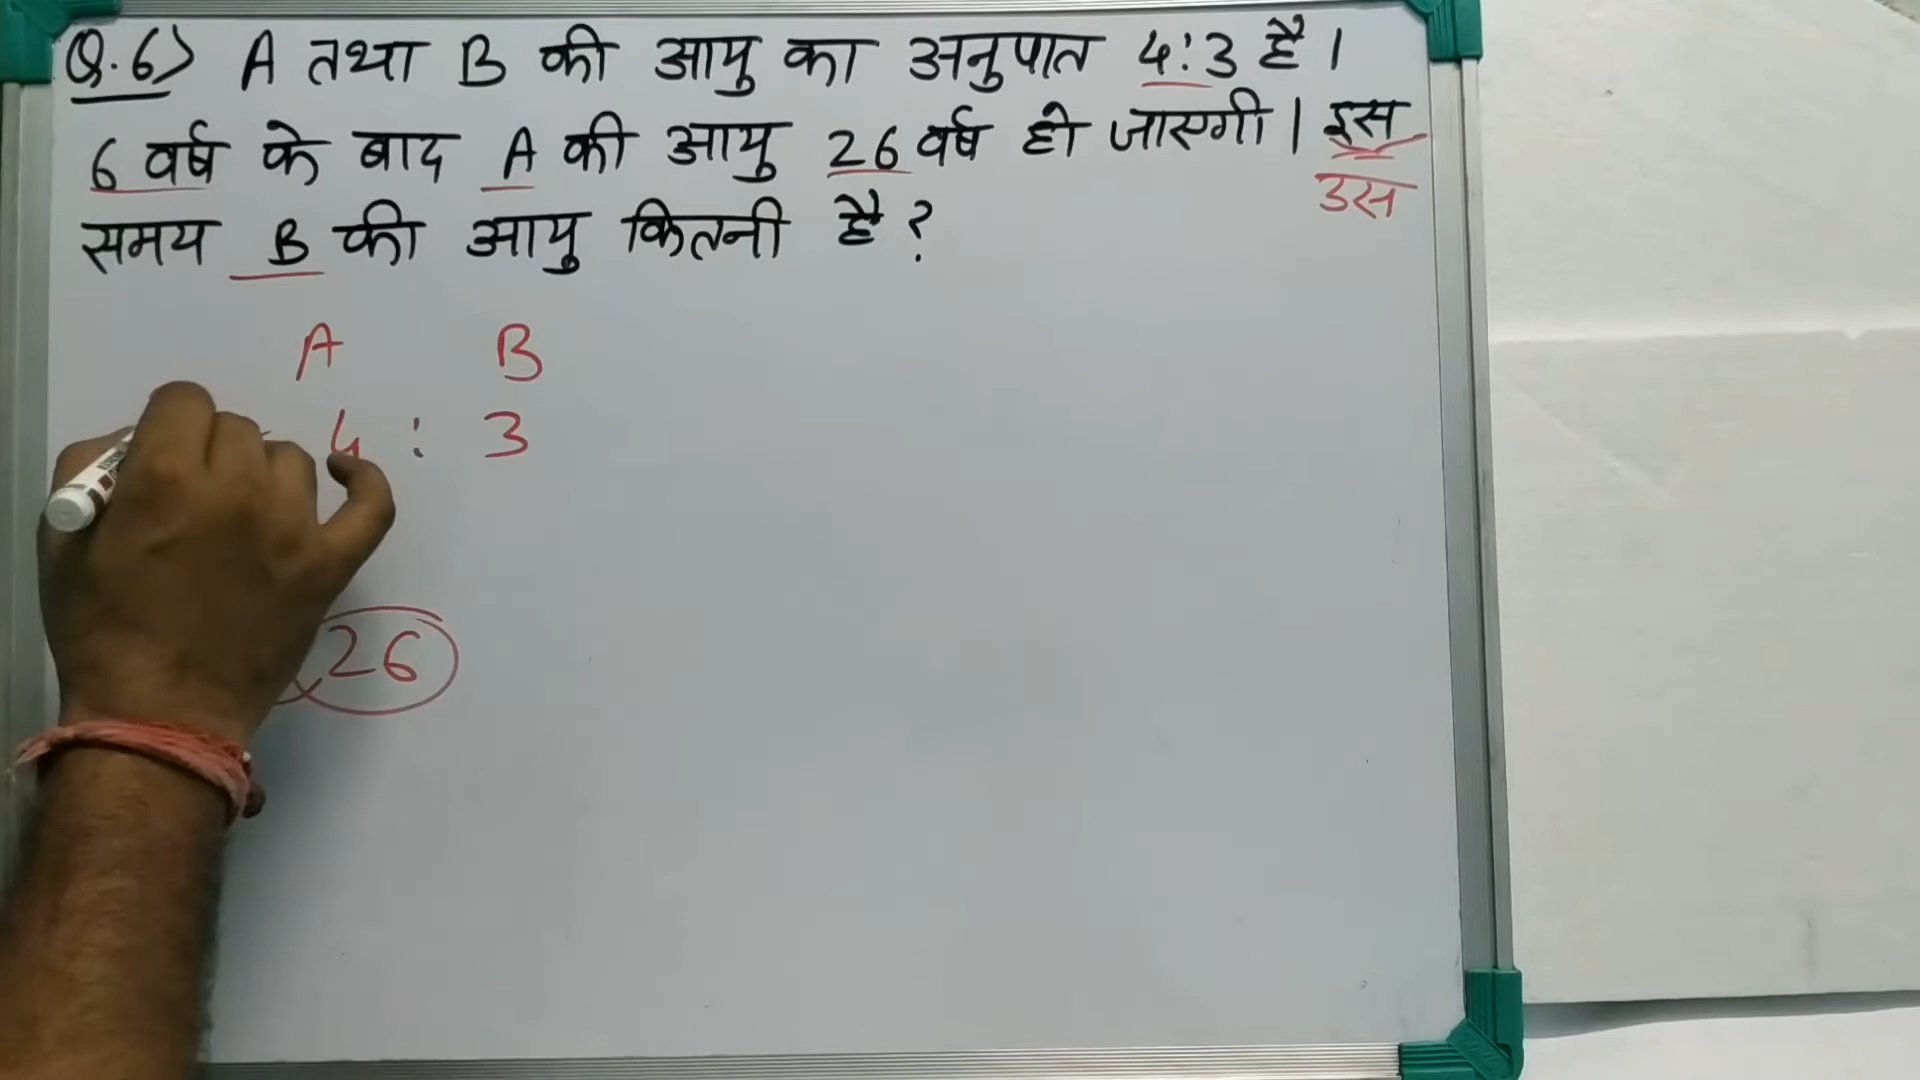 Q.6) A तथा B की आयु का अनुपात 4:3 है।
6 वर्ष के बाद A की आयु 26 वर्ष हो जाएगी। इस
उस
समय B की आयु कितनी है?
A B
4 : 3
26